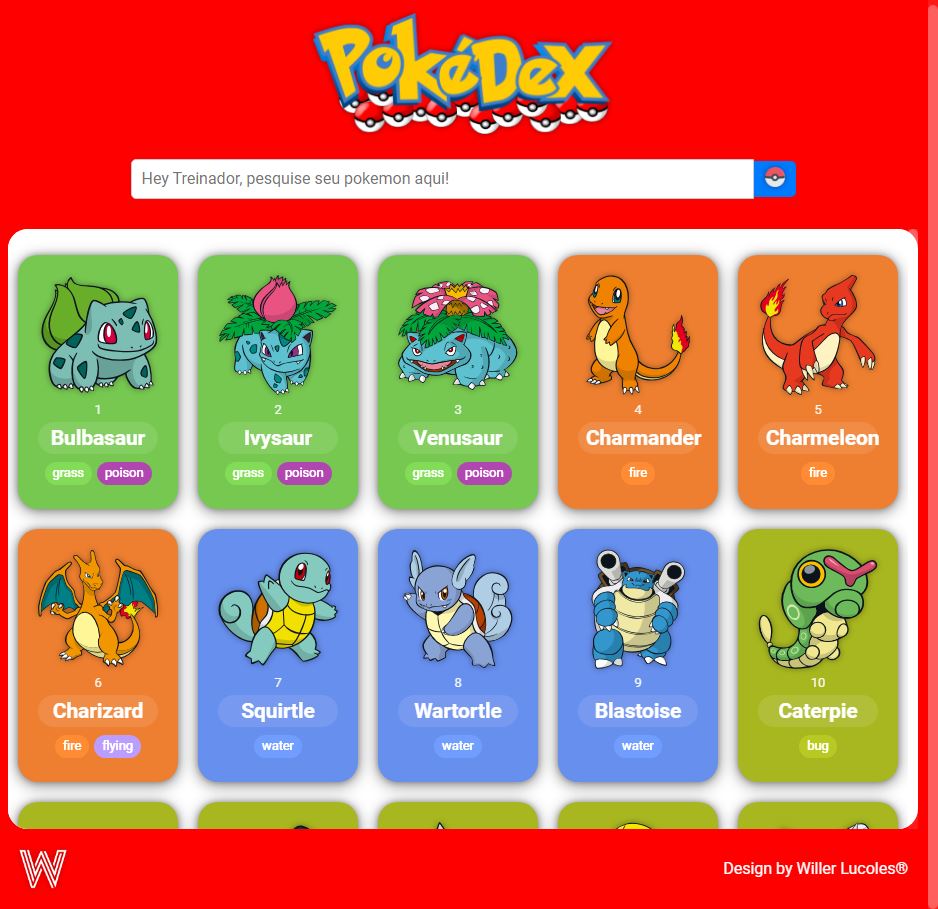 PokéDex
Hey Treinador, pesquise seu pokemon aqui!
1
Bulbasaur
grass poison
2
Ivysaur
grass poison
3
Venusaur
grass poison
4
Charmander
fire
5
Charmeleon
fire
6
Charizard
fire flying
7
Squirtle
water
8
Wartortle
water
9
Blastoise
water
10
Caterpie
bug
W
Design by Willer Lucoles®